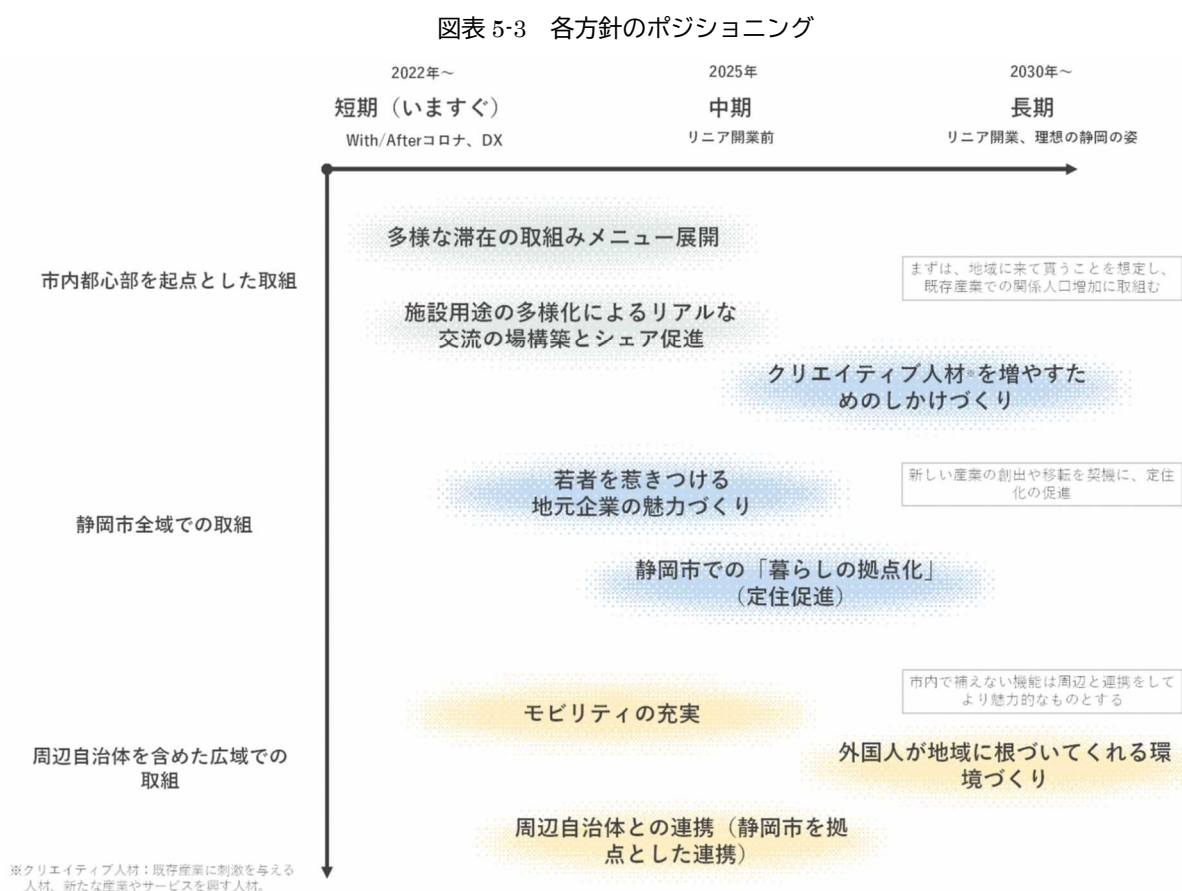 図表 5-3　各方針のポジショニング
2022年～
短期（いますぐ）
With/Afterコロナ、DX
2025年
中期
リニア開業前
2030年～
長期
リニア開業、理想の静岡の姿
市内都心部を起点とした取組
多様な滞在の取組みメニュー展開
施設用途の多様化によるリアルな
交流の場構築とシェア促進
クリエイティブ人材※を増やすた
めのしかけづくり
まずは、地域に来て貰うことを想定し、
既存産業での関係人口増加に取組む
静岡市全域での取組
若者を惹きつける
地元企業の魅力づくり
静岡市での「暮らしの拠点化」
（定住促進）
新しい産業の創出や移転を契機に、定住
化の促進
周辺自治体を含めた広域での
取組
モビリティの充実
外国人が地域に根づいてくれる環
境づくり
周辺自治体との連携（静岡市を拠
点とした連携）
市内で補えない機能は周辺と連携をして
より魅力的なものとする
※クリエイティブ人材：既存産業に刺激を与える
人材、新たな産業やサービスを興す人材。